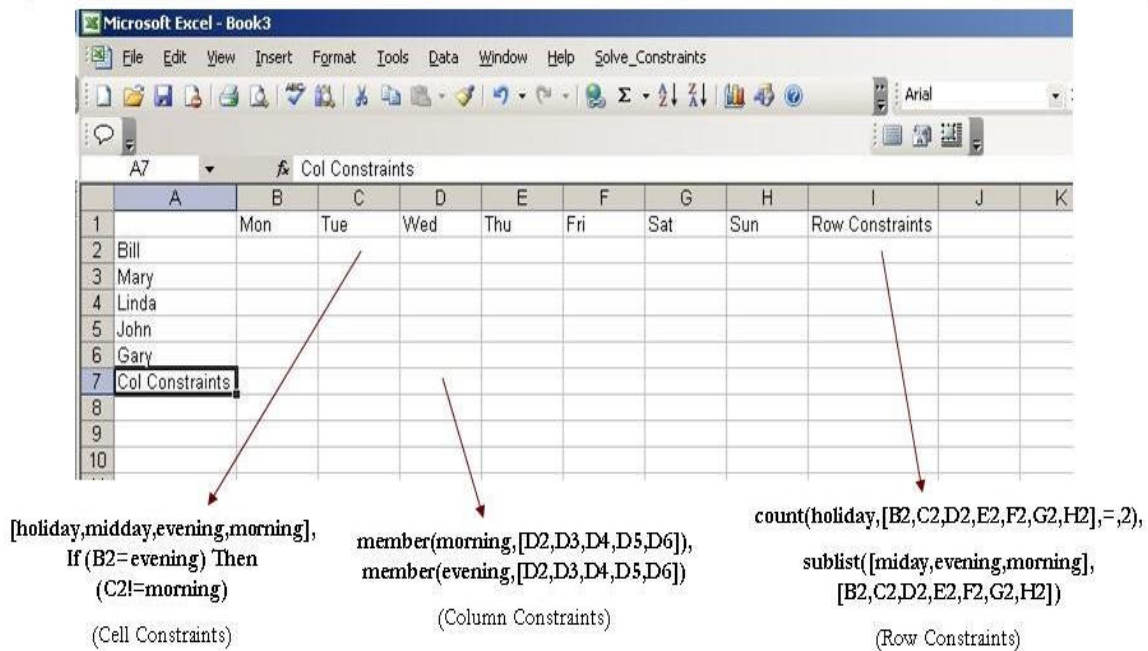 Microsoft Excel - Book3
File Edit View Insert Format Tools Data Window Help Solve_Constraints
Arial
A7 fx Col Constraints
A B C D E F G H I J K
1 Mon Tue Wed Thu Fri Sat Sun Row Constraints
2 Bill
3 Mary
4 Linda
5 John
6 Gary
7 Col Constraints
8
9
10
[holiday,midday,evening,morning],
If (B2=evening) Then
(C2!=morning)
(Cell Constraints)
member(morning,[D2,D3,D4,D5,D6]),
member(evening,[D2,D3,D4,D5,D6])
(Column Constraints)
count(holiday,[B2,C2,D2,E2,F2,G2,H2],=,2),
sublist([miday,evening,morning],
[B2,C2,D2,E2,F2,G2,H2])
(Row Constraints)